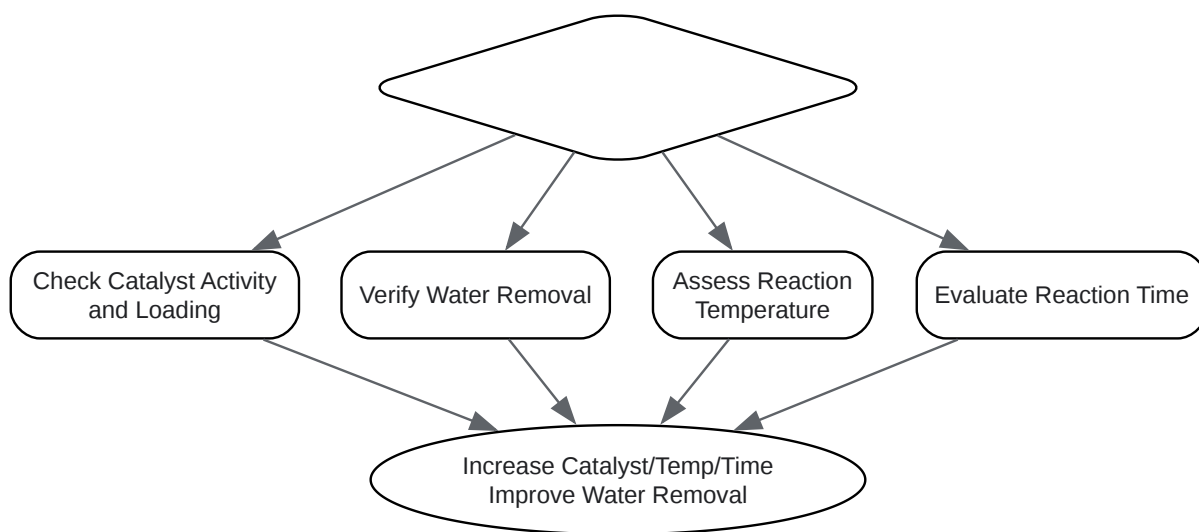 Check Catalyst Activity
and Loading
Verify Water Removal
Assess Reaction
Temperature
Evaluate Reaction Time
Increase Catalyst/Temp/Time
Improve Water Removal